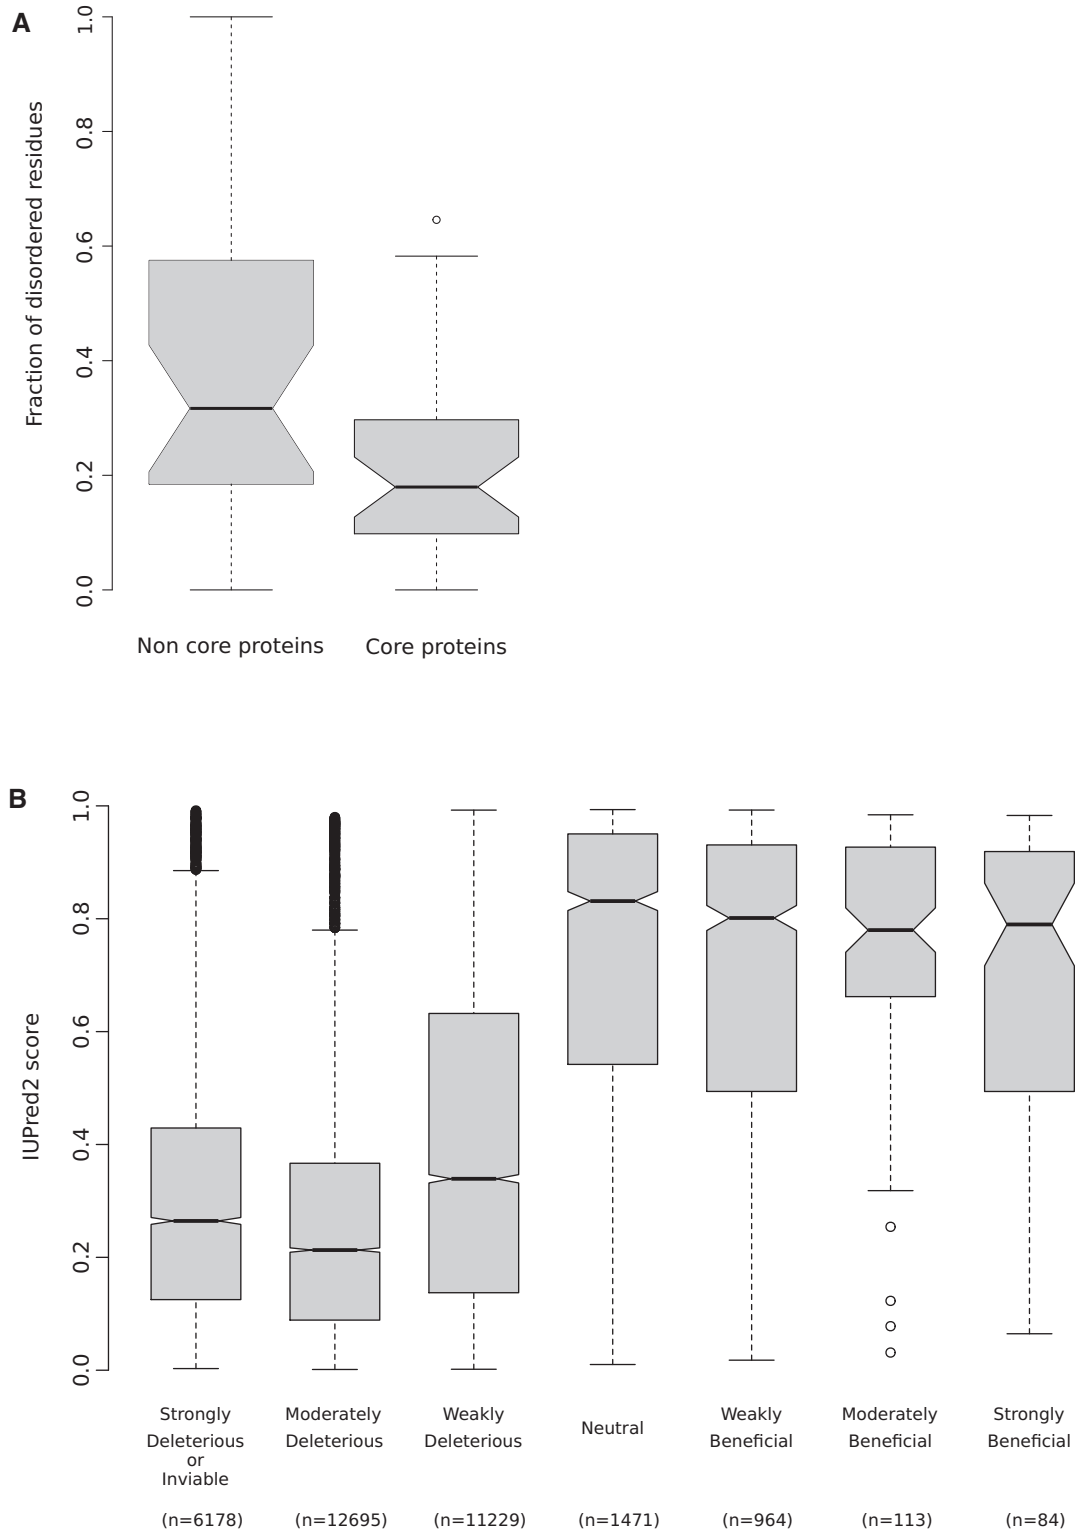 A
Fraction of disordered residues
1.0
0.8
0.6
0.4
0.2
0.0
Non core proteins
Core proteins
B
IUPred2 score
1.0
0.8
0.6
0.4
0.2
0.0
Strongly
Deleterious
or
Inviable
(n=6178)
Moderately
Deleterious
(n=12695)
Weakly
Deleterious
(n=11229)
Neutral
(n=1471)
Weakly
Beneficial
(n=964)
Moderately
Beneficial
(n=113)
Strongly
Beneficial
(n=84)